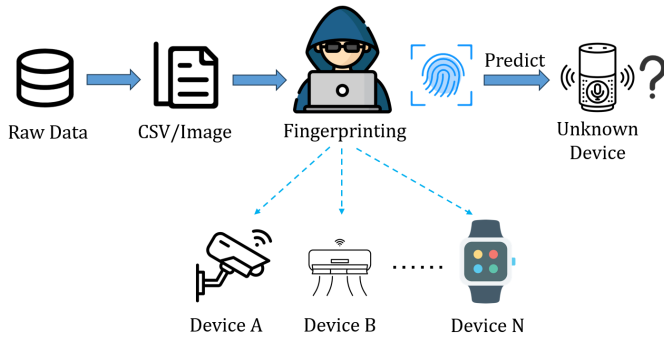 Predict
Raw Data
CSV/Image
Fingerprinting
Unknown
Device
?
......
Device A
Device B
Device N